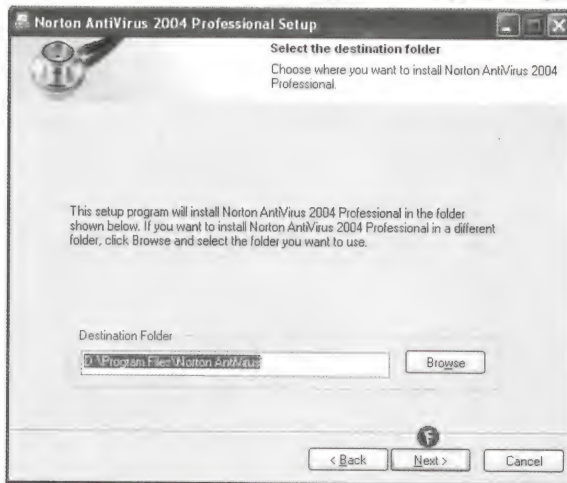 Norton AntiVirus 2004 Professional Setup
Select the destination folder
Choose where you want to install Norton AntiVirus 2004
Professional.
This setup program will install Norton AntiVirus 2004 Professional in the folder
shown below. If you want to install Norton AntiVirus 2004 Professional in a different
folder, click Browse and select the folder you want to use.
Destination Folder
D:\Program Files\Norton AntiVirus
Browse
F
< Back
Next >
Cancel